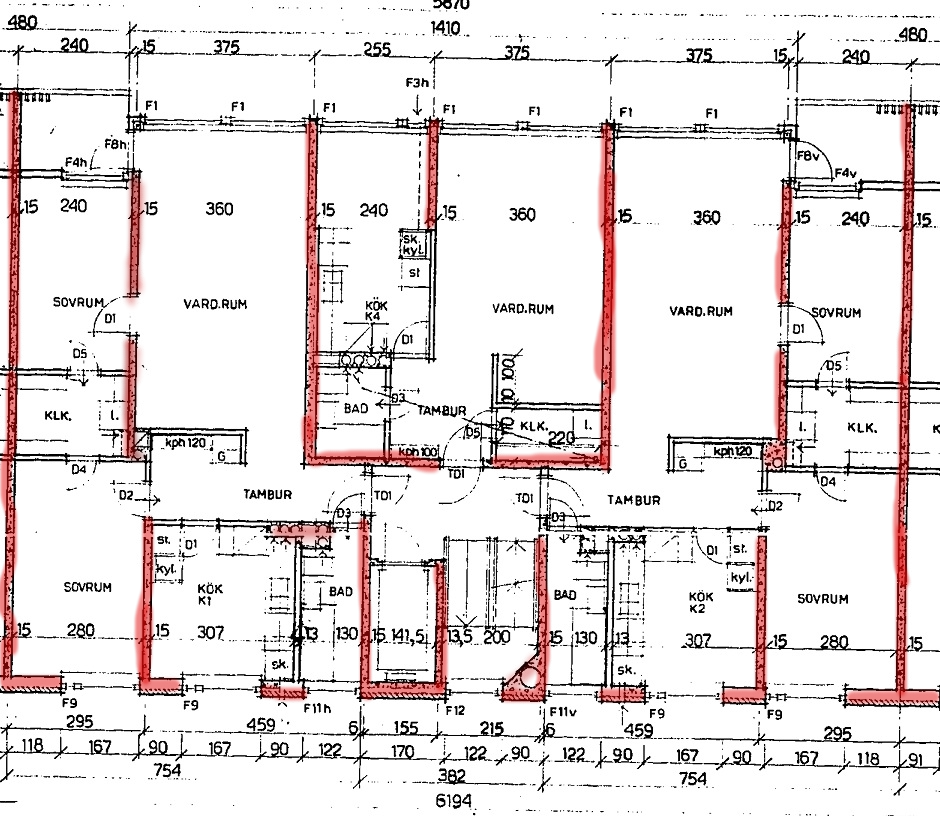 5870
480 1410 480
240 15 375 255 375 375 15 240
F3h
F1 F1 F1 F1 F1 F1 F1
F8h F8v
F4h F4v
15 240 15 360 15 240 15 360 15 360 15 240 15
sk.
kyl.
st
SOVRUM VARD.RUM KÖK VARD.RUM VARD.RUM SOVRUM
K4
D1 D1 D1
D5 D5
10 100
D3
KLK. l. BAD TAMBUR KLK. l. l. KLK. K
110
D5 220
kph 120 kph 100 kph 120
G G
D4 TD1 D4
D2 TAMBUR TD1 TD1 TAMBUR D2
D3 D3
st. D1 D1 st.
kyl. kyl.
SOVRUM KÖK BAD BAD KÖK SOVRUM
K1 K2
15 280 15 307 13 130 15 141,5 13,5 200 15 130 13 307 15 280 15
sk. sk.
F9 F9 F11h F12 F11v F9 F9
295 459 6 155 215 6 459 295
118 167 90 167 90 122 170 122 90 122 90 167 90 167 118 91
754 382 754
6194